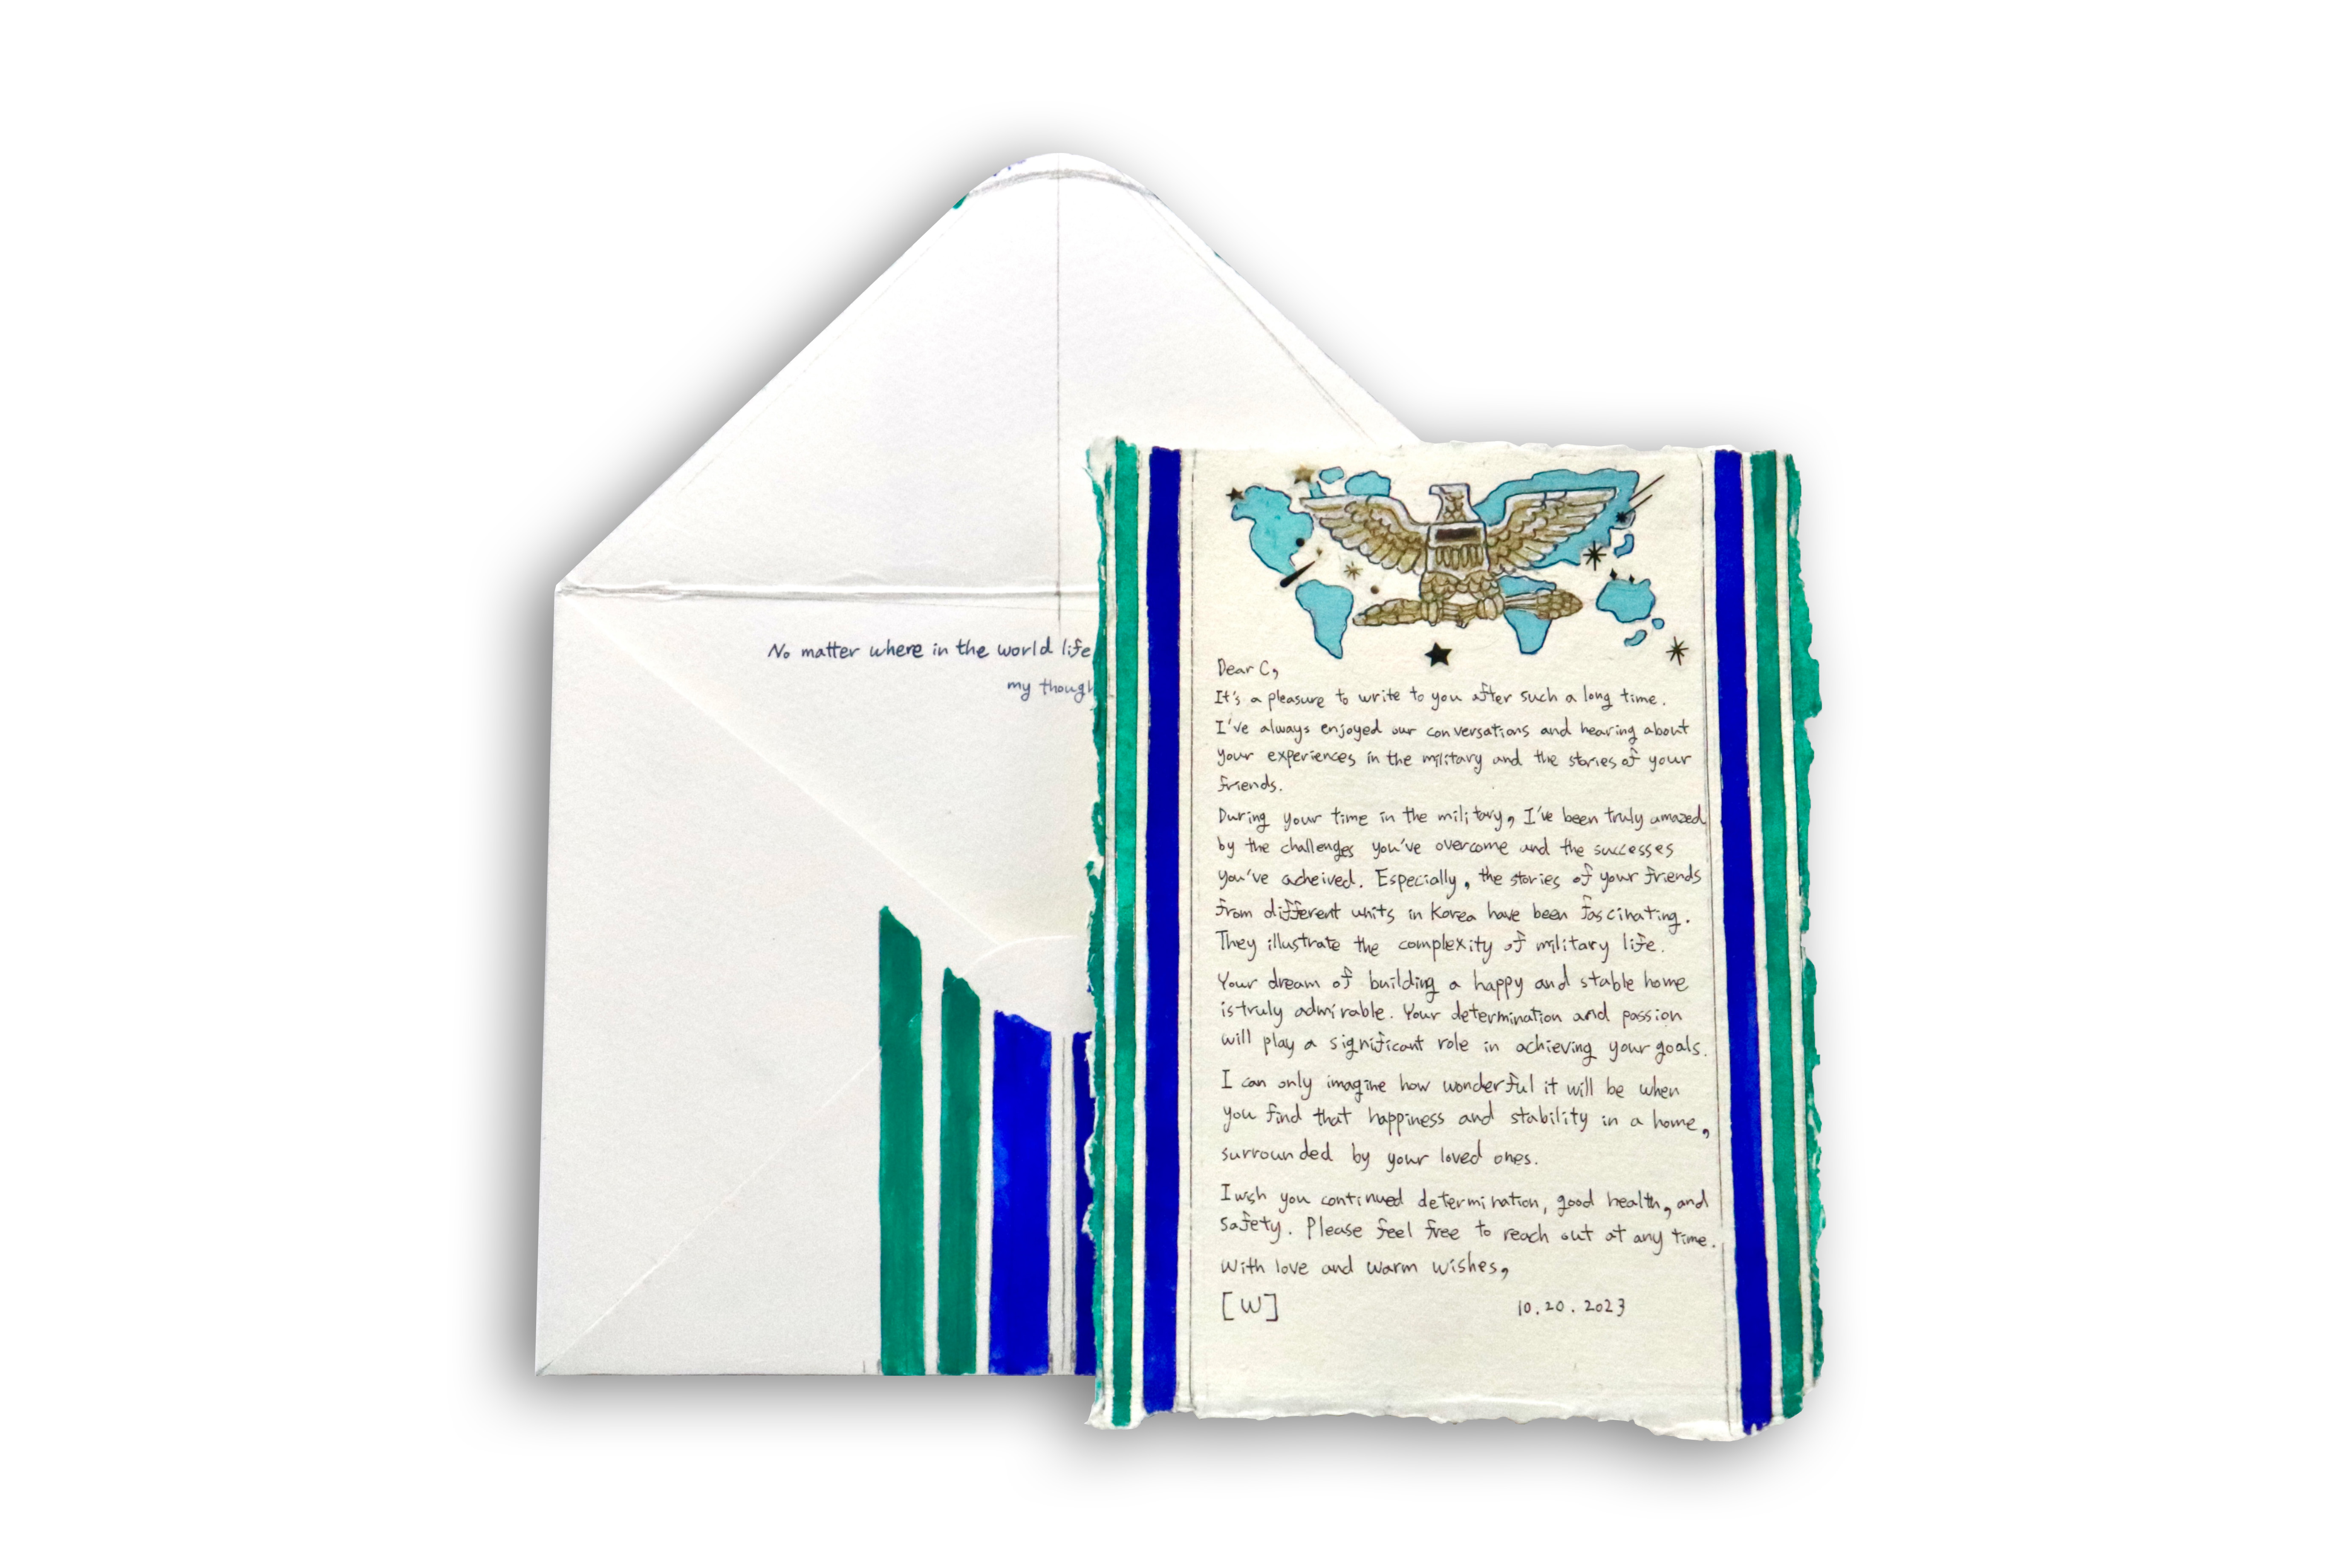 No matter where in the world life
my though
Dear C,
It's a pleasure to write to you after such a long time.
I've always enjoyed our conversations and hearing about
your experiences in the military and the stories of your
friends.
During your time in the military, I've been truly amazed
by the challenges you've overcome and the successes
you've acheived. Especially, the stories of your friends
from different units in Korea have been fascinating.
They illustrate the complexity of military life.
Your dream of building a happy and stable home
is truly admirable. Your determination and passion
will play a significant role in achieving your goals.
I can only imagine how wonderful it will be when
you find that happiness and stability in a home,
surrounded by your loved ones.
I wish you continued determination, good health, and
safety. Please feel free to reach out at any time.
With love and warm wishes,
[W] 10.20.2023